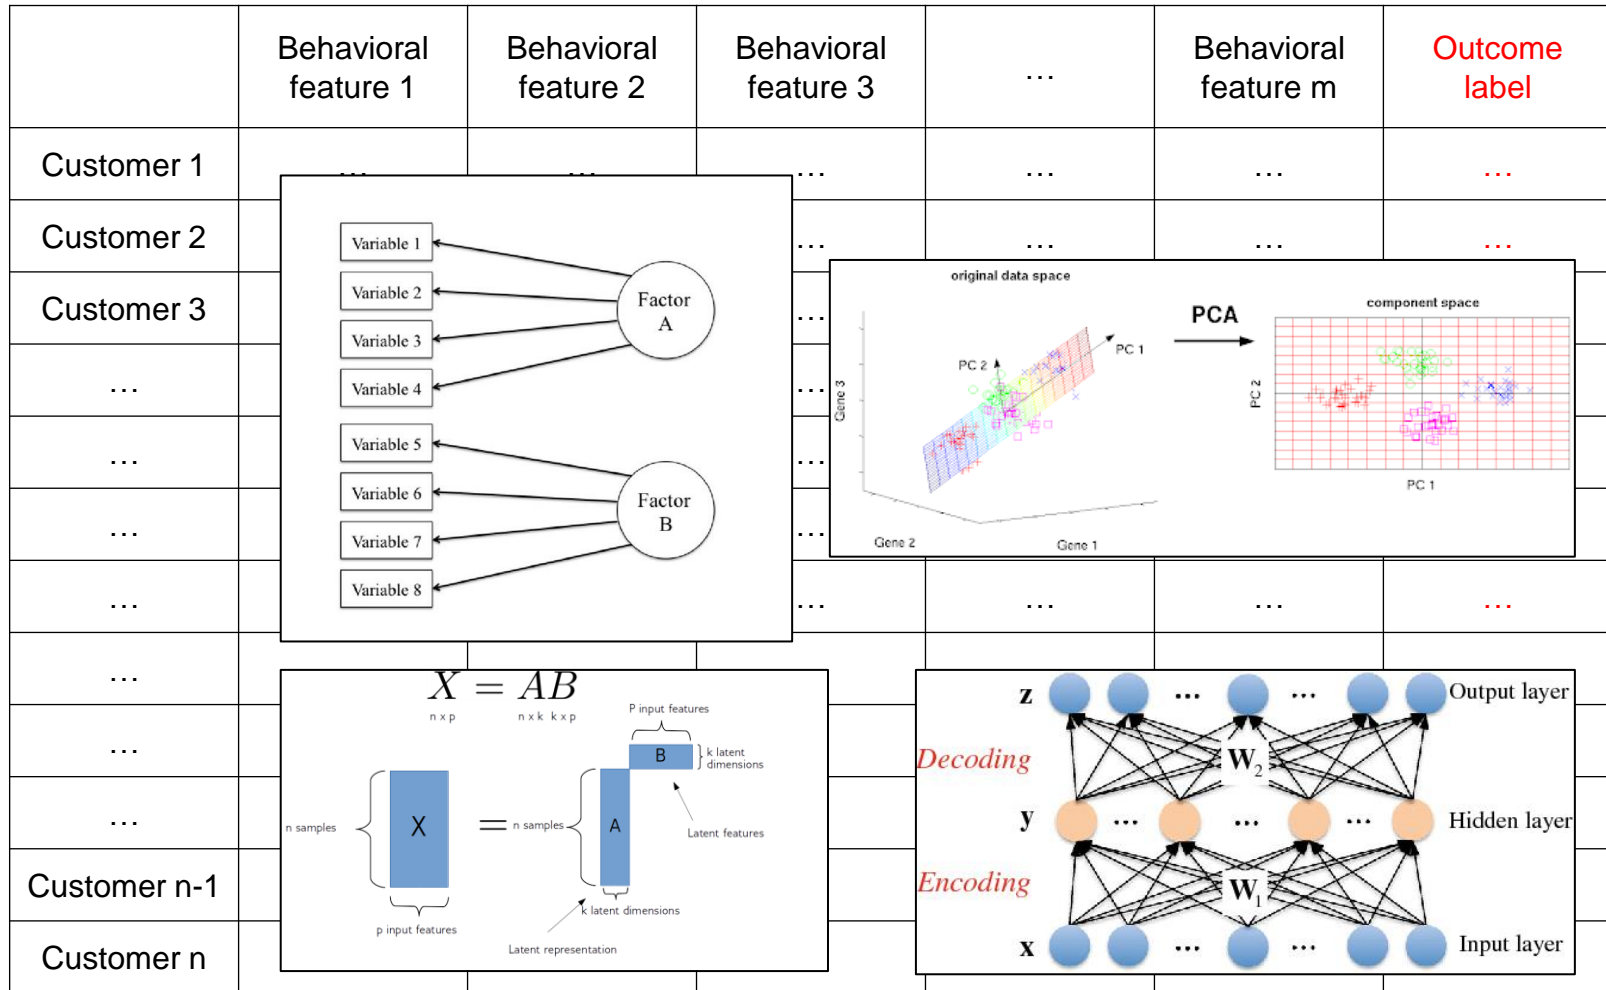 Behavioral feature 1
Behavioral feature 2
Behavioral feature 3
…
Behavioral feature m
Outcome label
Customer 1
… … … … … …
Customer 2
… … … …
Customer 3
…
…
…
…
…
…
…
…
…
…
… … … …
…
…
…
Customer n-1
Customer n
Variable 1
Variable 2
Variable 3
Variable 4
Factor
A
Variable 5
Variable 6
Variable 7
Variable 8
Factor
B
original data space
PCA
component space
PC 1
PC 2
Gene 3
Gene 2
Gene 1
PC 2
PC 1
X = AB
n x p
n x k k x p
P input features
B
k latent
dimensions
n samples
X
=
n samples
A
Latent features
k latent dimensions
p input features
Latent representation
z
… … …
Output layer
Decoding
W2
y
… … …
Hidden layer
Encoding
W1
x
… … …
Input layer